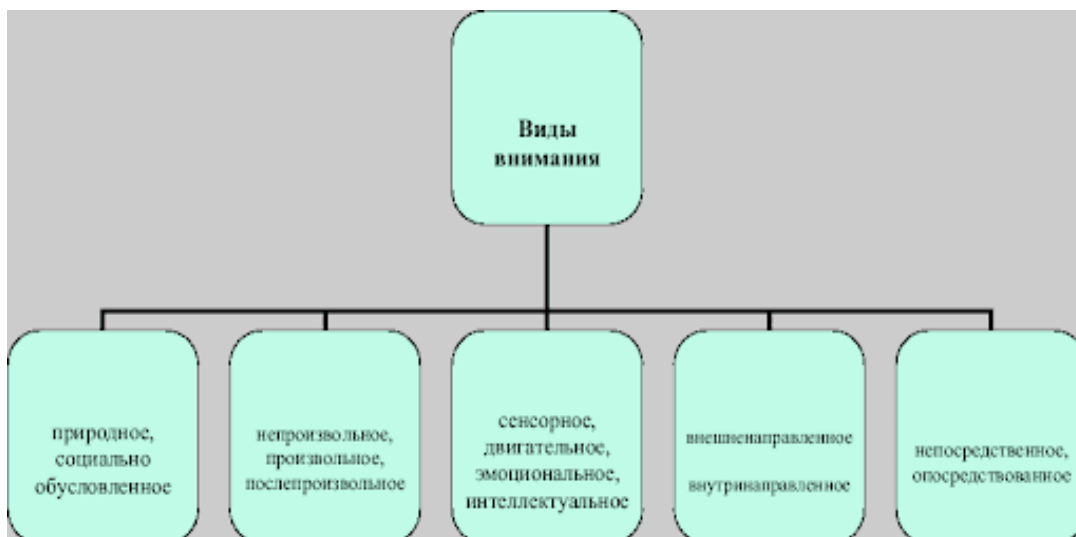 Виды
внимания
природное,
социально
обусловленное
непроизвольное,
произвольное,
послепроизвольное
сенсорное,
двигательное,
эмоциональное,
интеллектуальное
внешненаправленное
внутринаправленное
непосредственное,
опосредствованное